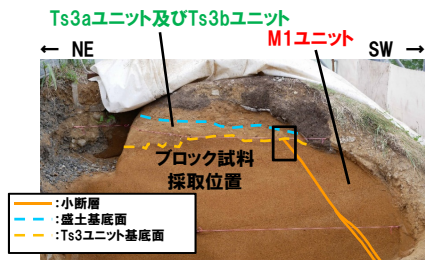 Ts3aユニット及びTs3bユニット
← NE
M1ユニット
SW →
ブロック試料
採取位置
:小断層
:盛土基底面
:Ts3ユニット基底面